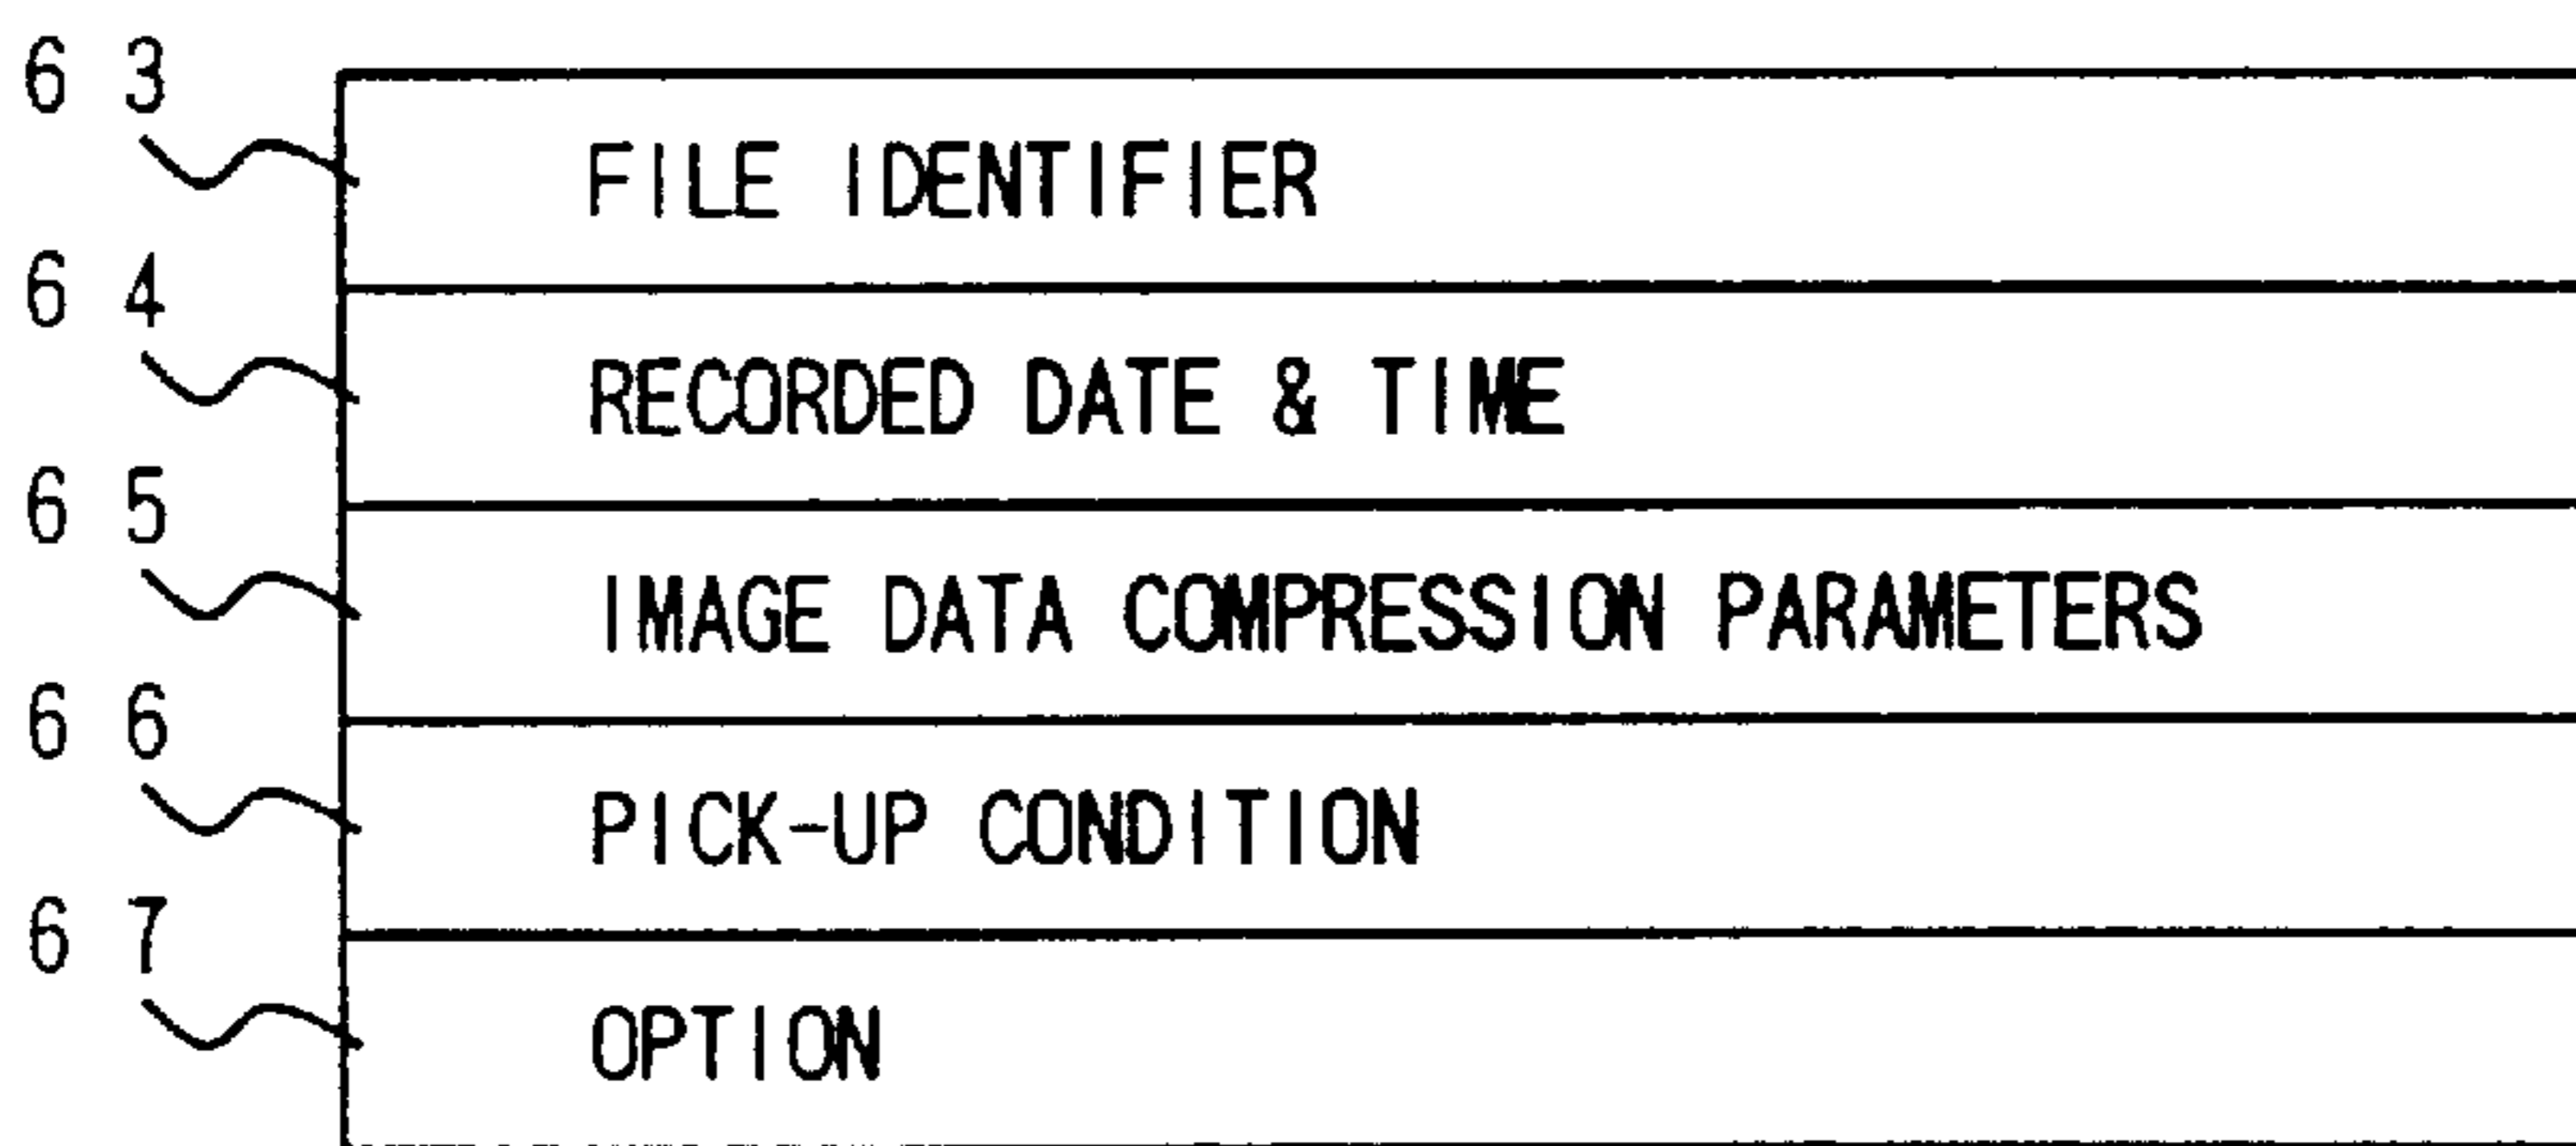 63
FILE IDENTIFIER
64
RECORDED DATE & TIME
65
IMAGE DATA COMPRESSION PARAMETERS
66
PICK-UP CONDITION
67
OPTION